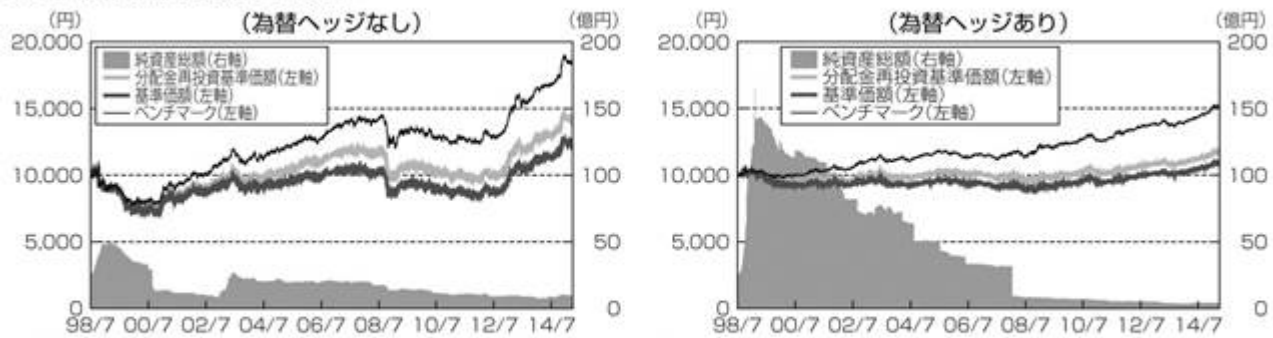 (円)
(為替ヘッジなし)
(億円)
20,000
200
純資産総額(右軸)
分配金再投資基準価額(左軸)
基準価額(左軸)
ベンチマーク(左軸)
15,000
150
10,000
100
5,000
50
0
0
98/7 00/7 02/7 04/7 06/7 08/7 10/7 12/7 14/7
(円)
(為替ヘッジあり)
(億円)
20,000
200
純資産総額(右軸)
分配金再投資基準価額(左軸)
基準価額(左軸)
ベンチマーク(左軸)
15,000
150
10,000
100
5,000
50
0
0
98/7 00/7 02/7 04/7 06/7 08/7 10/7 12/7 14/7